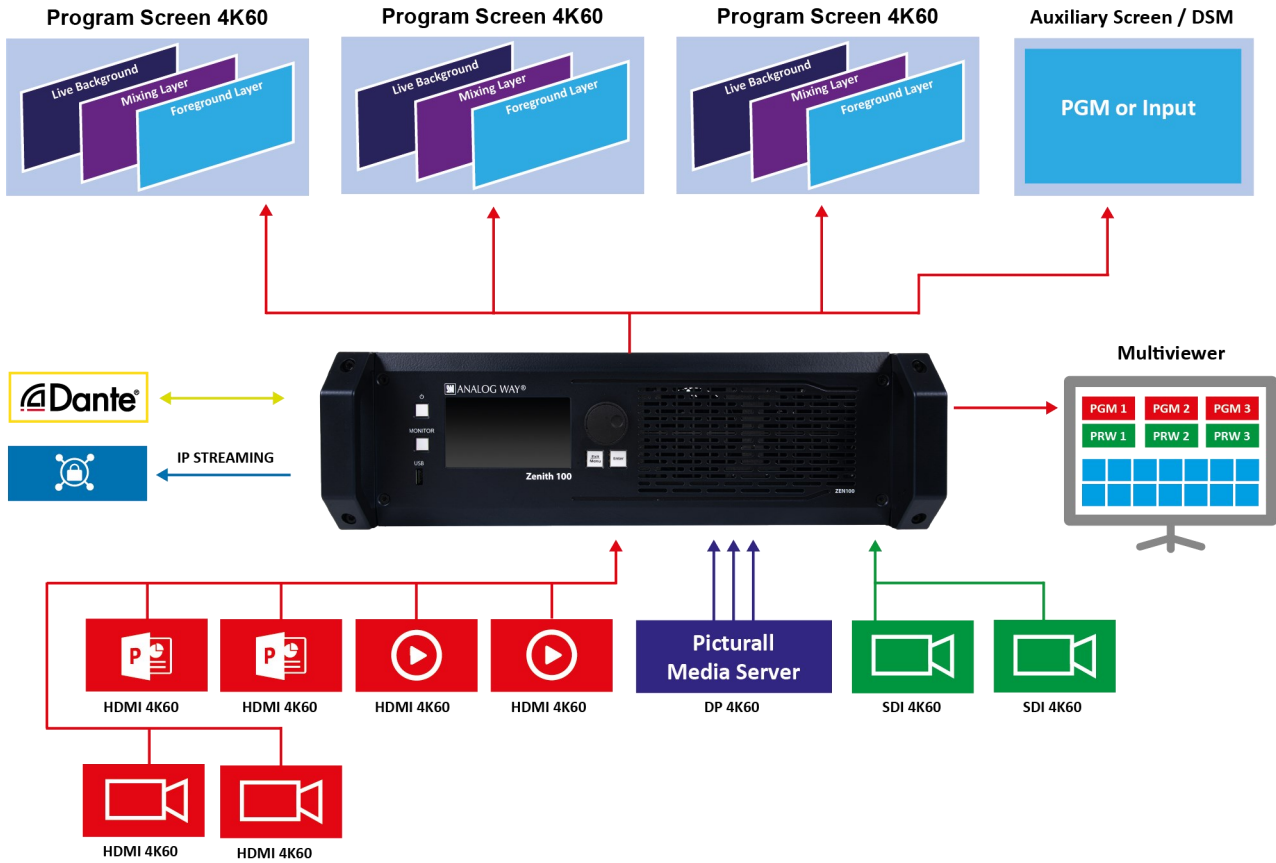 Program Screen 4K60
Program Screen 4K60
Program Screen 4K60
Auxiliary Screen / DSM
Live Background
Mixing Layer
Foreground Layer
Live Background
Mixing Layer
Foreground Layer
Live Background
Mixing Layer
Foreground Layer
PGM or Input
Dante®
IP STREAMING
ANALOG WAY®
MONITOR
USB
Exit
Menu
Enter
Zenith 100
ZEN100
Multiviewer
PGM 1
PGM 2
PGM 3
PRW 1
PRW 2
PRW 3
P
HDMI 4K60
P
HDMI 4K60
HDMI 4K60
HDMI 4K60
Picturall
Media Server
DP 4K60
SDI 4K60
SDI 4K60
HDMI 4K60
HDMI 4K60